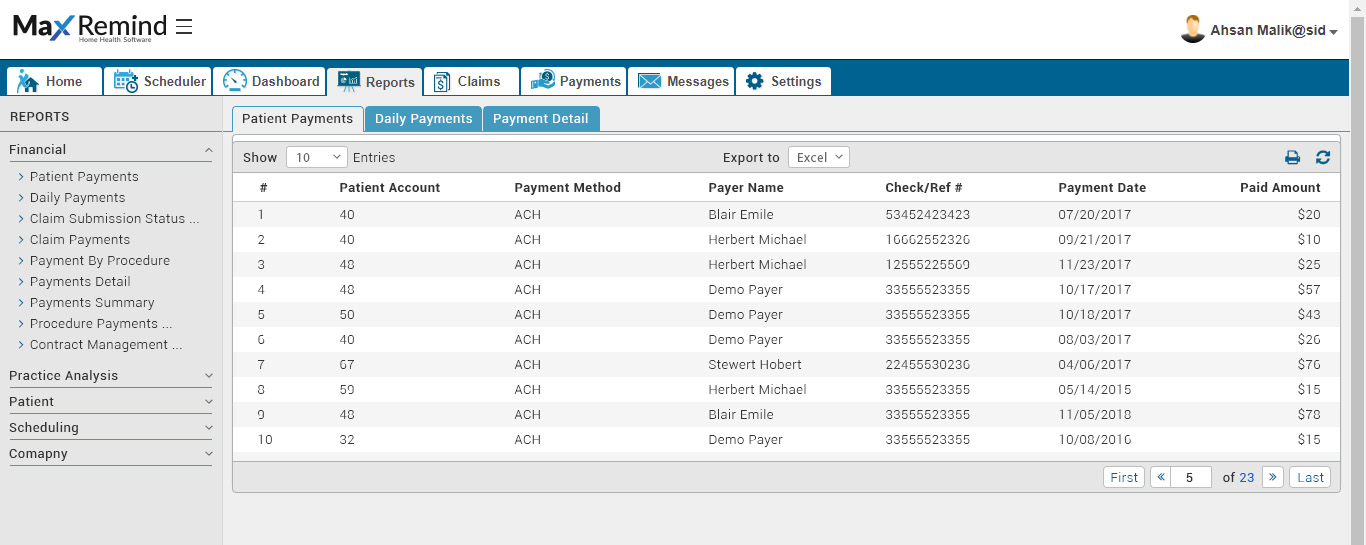 MaxRemind
Home Health Software
Ahsan Malik@sid
Home Scheduler Dashboard Reports Claims Payments Messages Settings
REPORTS
Financial
Patient Payments
Daily Payments
Claim Submission Status ...
Claim Payments
Payment By Procedure
Payments Detail
Payments Summary
Procedure Payments ...
Contract Management ...
Practice Analysis
Patient
Scheduling
Comapny
Patient Payments Daily Payments Payment Detail
Show 10 Entries Export to Excel
# Patient Account Payment Method Payer Name Check/Ref # Payment Date Paid Amount
1 40 ACH Blair Emile 53452423423 07/20/2017 $20
2 40 ACH Herbert Michael 16662552326 09/21/2017 $10
3 48 ACH Herbert Michael 12555225569 11/23/2017 $25
4 48 ACH Demo Payer 33555523355 10/17/2017 $57
5 50 ACH Demo Payer 33555523355 10/18/2017 $43
6 40 ACH Demo Payer 33555523355 08/03/2017 $26
7 67 ACH Stewert Hobert 22455530236 04/06/2017 $76
8 59 ACH Herbert Michael 33555523355 05/14/2015 $15
9 48 ACH Blair Emile 33555523355 11/05/2018 $78
10 32 ACH Demo Payer 33555523355 10/08/2016 $15
First « 5 of 23 » Last